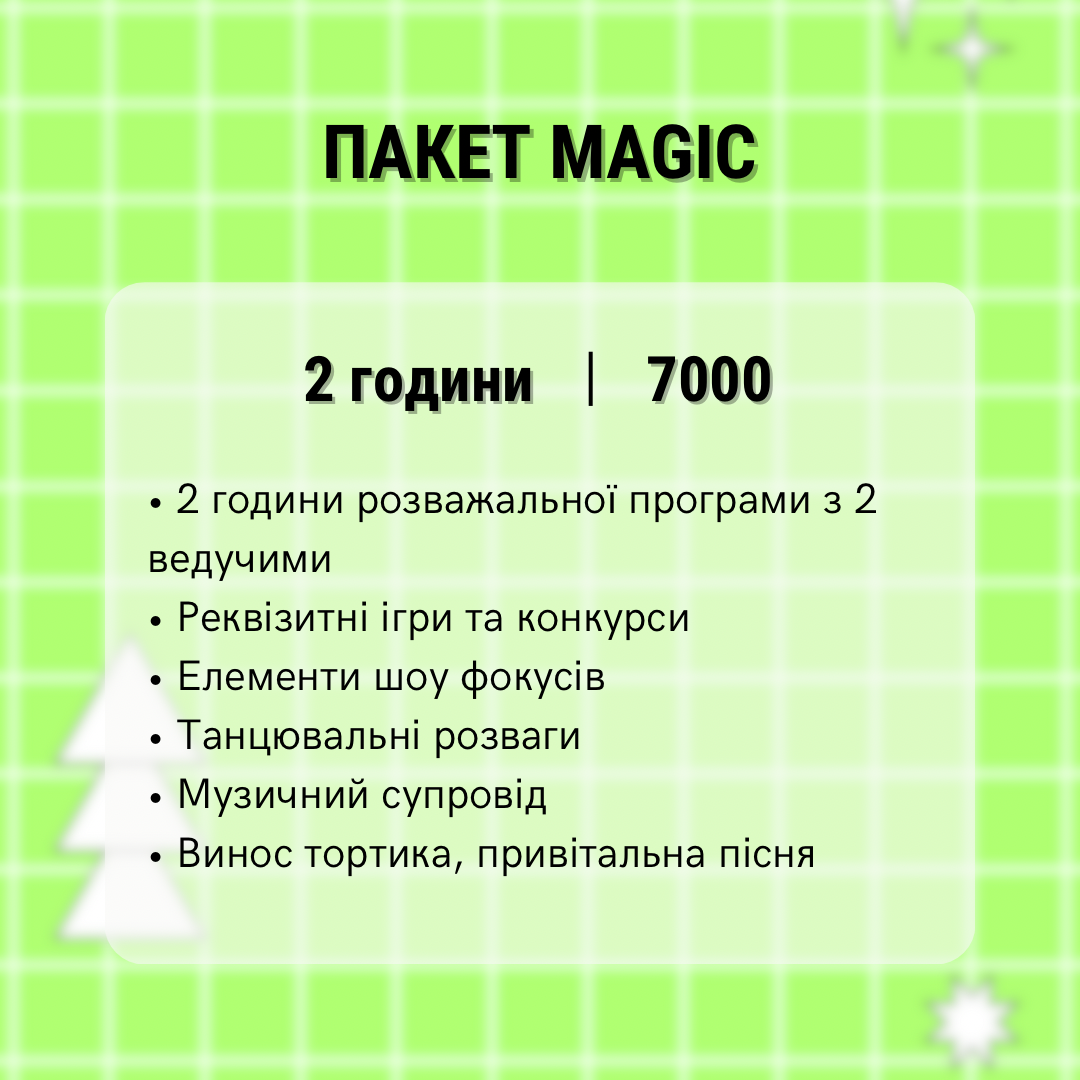 ПАКЕТ MAGIC
2 години | 7000
• 2 години розважальної програми з 2
ведучими
• Реквізитні ігри та конкурси
• Елементи шоу фокусів
• Танцювальні розваги
• Музичний супровід
• Винос тортика, привітальна пісня